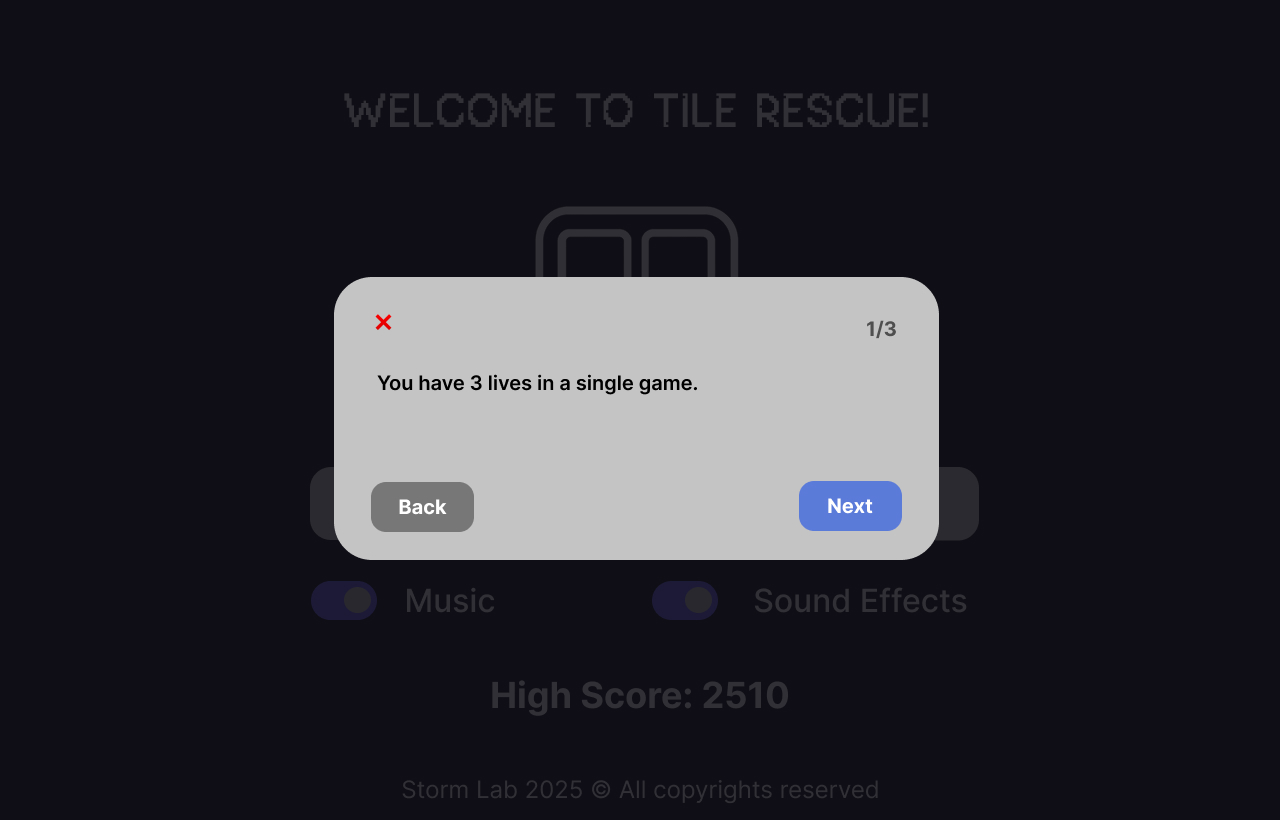 WELCOME TO TILE RESCUE!
1/3
You have 3 lives in a single game.
Back
Next
Music
Sound Effects
High Score: 2510
Storm Lab 2025 © All copyrights reserved